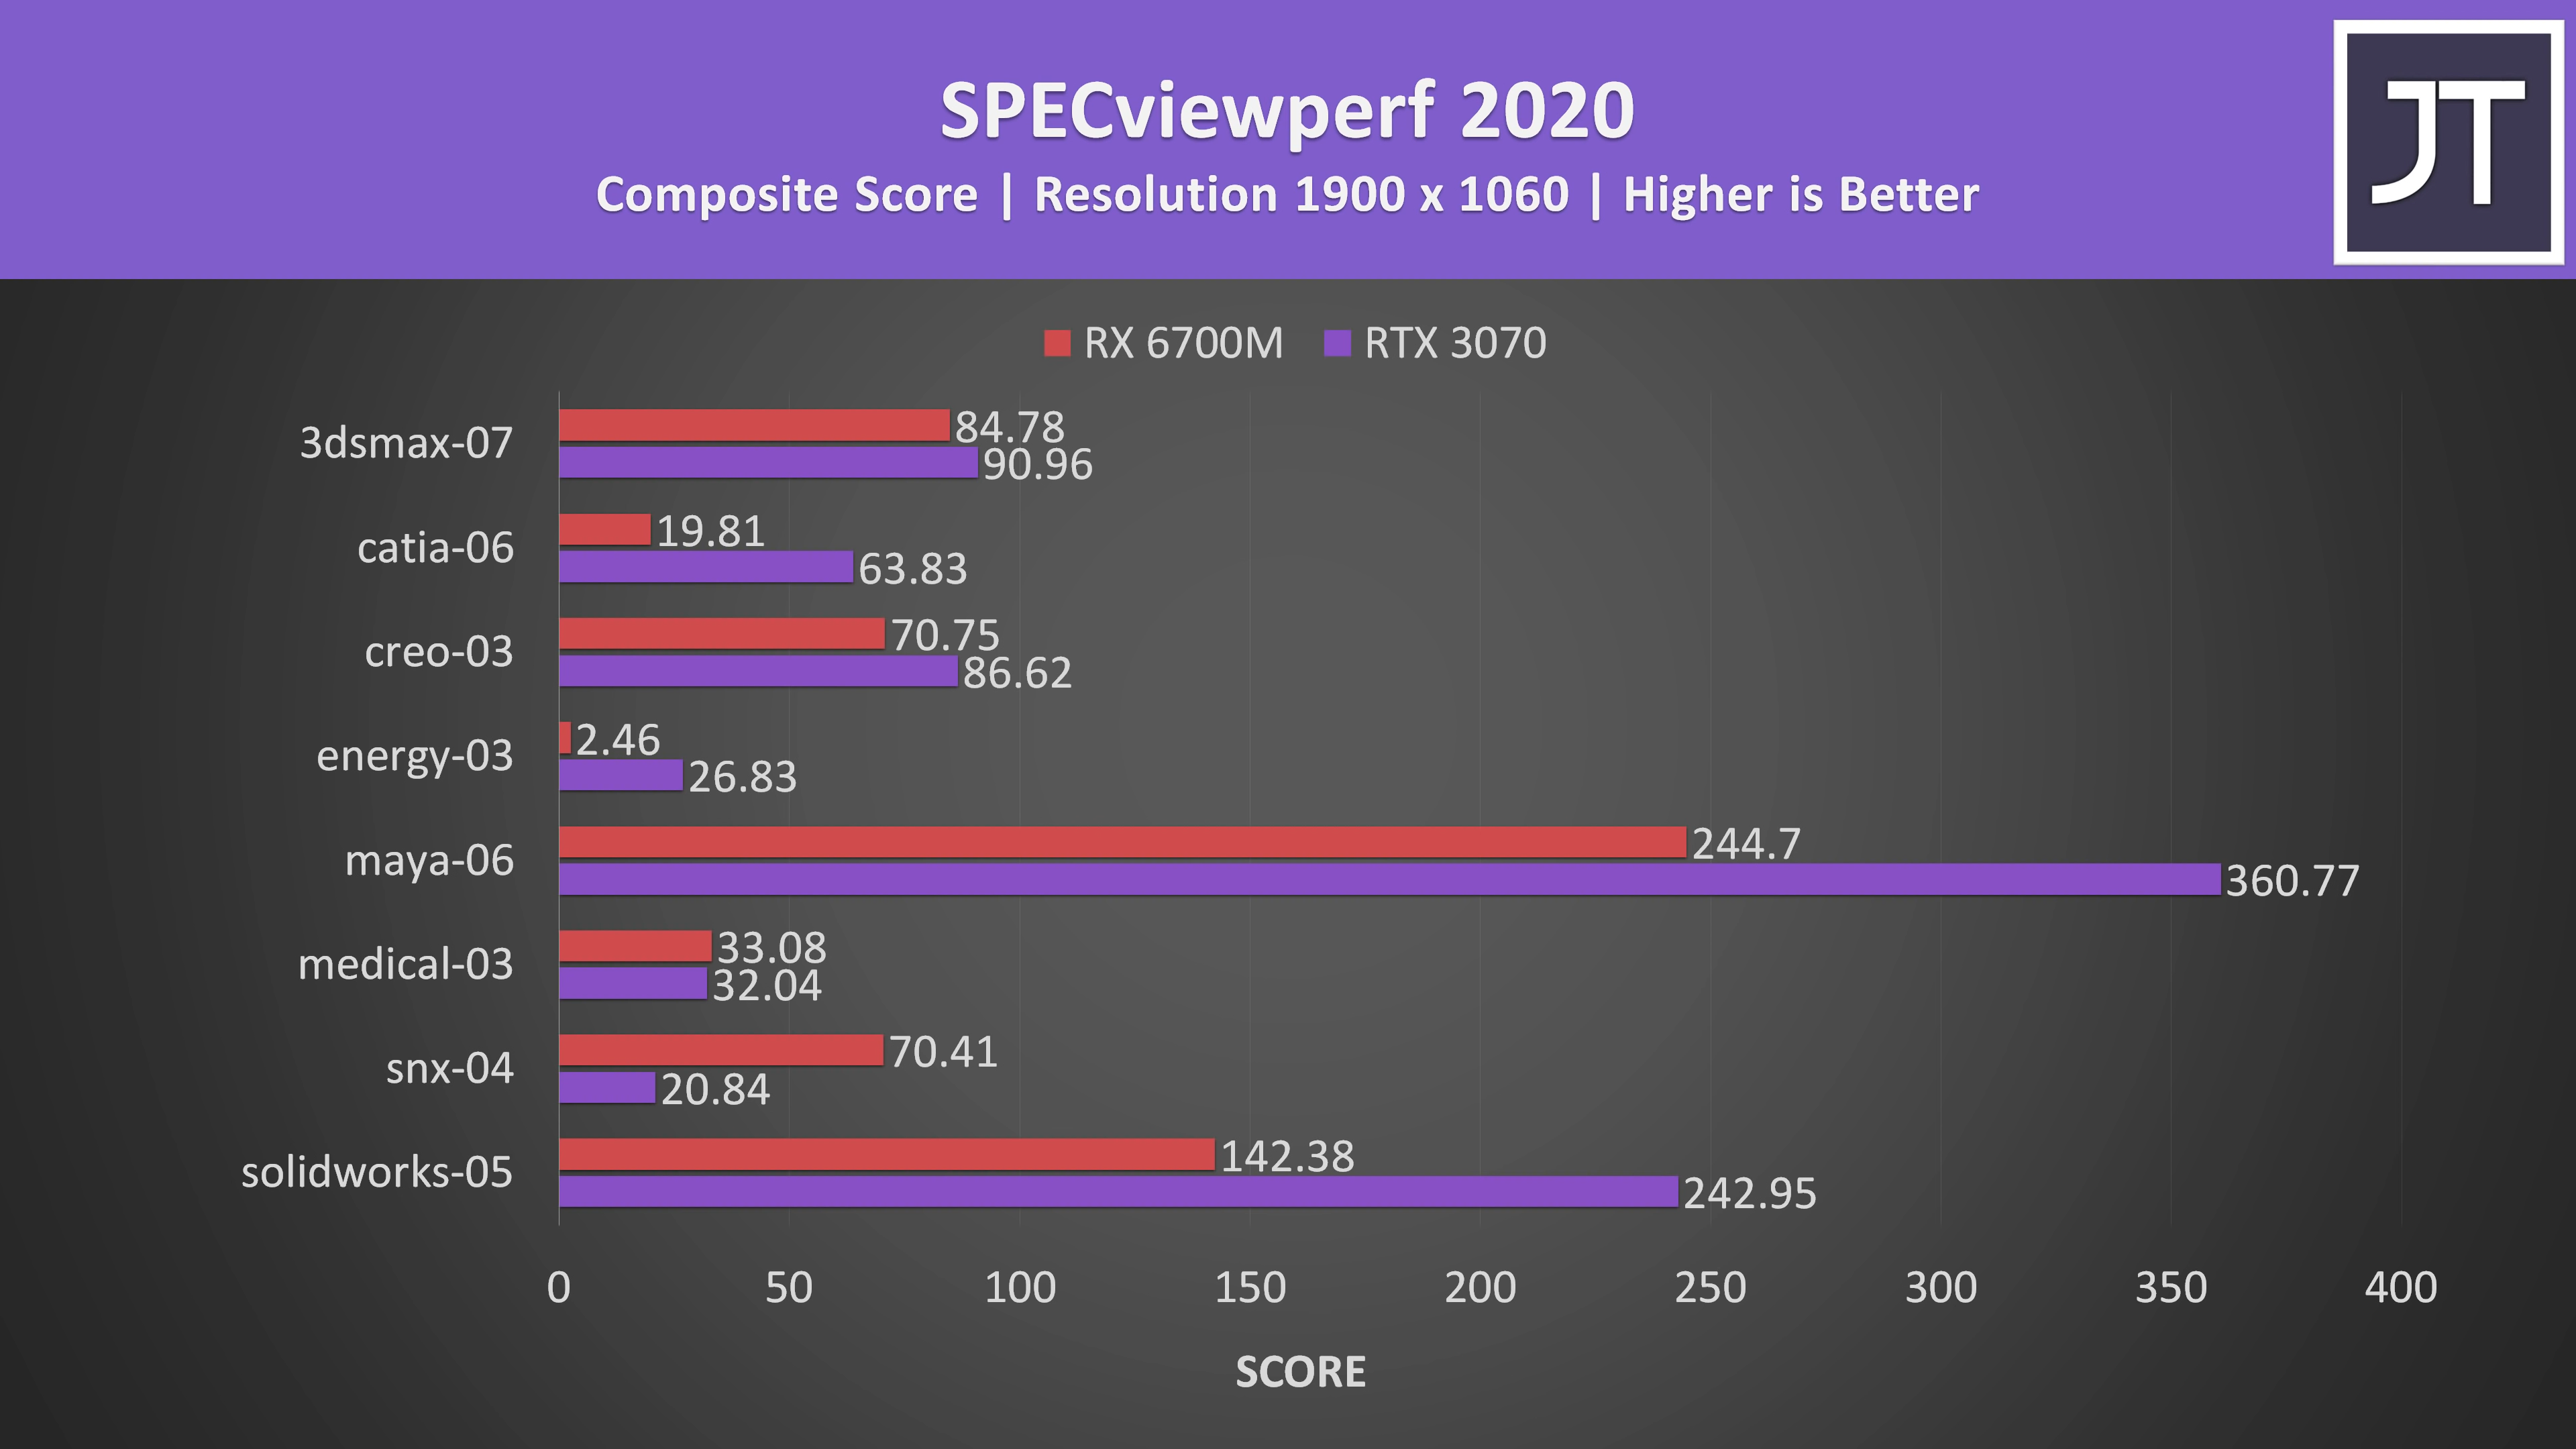 SPECviewperf 2020
Composite Score | Resolution 1900 x 1060 | Higher is Better
JT
RX 6700M RTX 3070
3dsmax-07
84.78
90.96
catia-06
19.81
63.83
creo-03
70.75
86.62
energy-03
2.46
26.83
maya-06
244.7
360.77
medical-03
33.08
32.04
snx-04
70.41
20.84
solidworks-05
142.38
242.95
0 50 100 150 200 250 300 350 400
SCORE